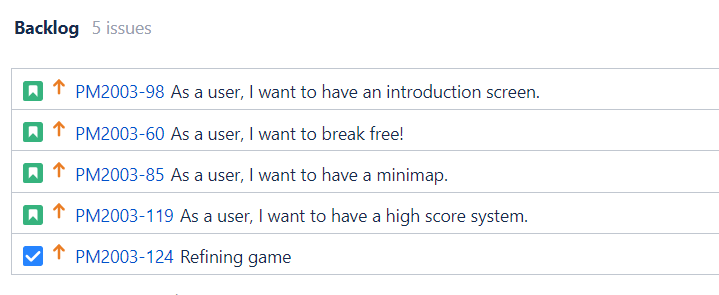 Backlog 5 issues
PM2003-98 As a user, I want to have an introduction screen.
PM2003-60 As a user, I want to break free!
PM2003-85 As a user, I want to have a minimap.
PM2003-119 As a user, I want to have a high score system.
PM2003-124 Refining game